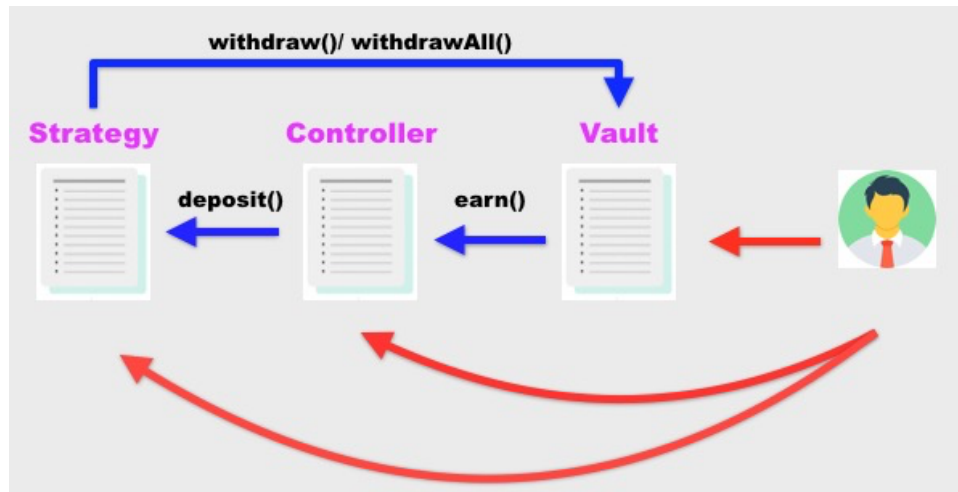 withdraw()/ withdrawAll()
Strategy
Controller
Vault
deposit()
earn()